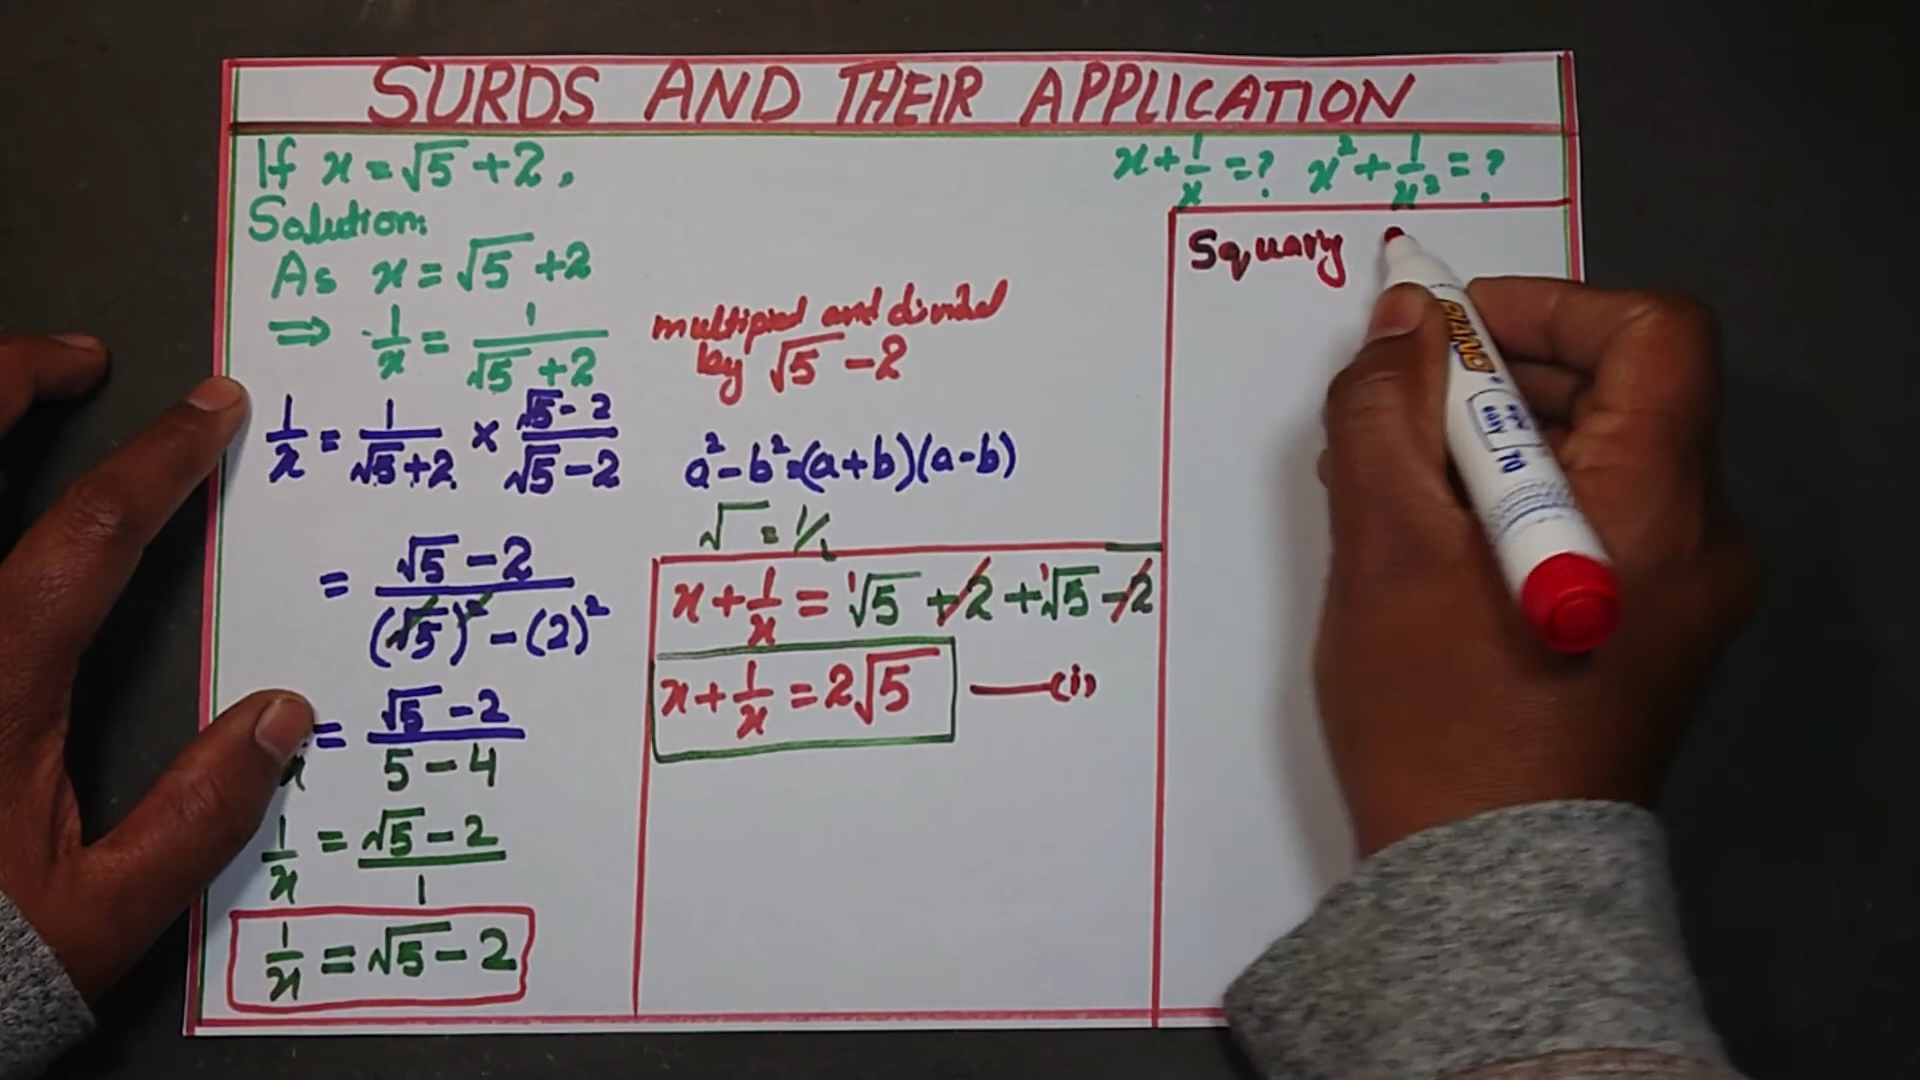 SURDS AND THEIR APPLICATION
If x = √5 + 2, x + 1/x = ? x² + 1/x² = ?
Solution:
As x = √5 + 2
⇒ 1/x = 1/(√5 + 2)
1/x = 1/(√5 + 2) × (√5 - 2)/(√5 - 2)
= (√5 - 2)/((√5)² - (2)²)
= (√5 - 2)/(5 - 4)
1/x = (√5 - 2)/1
1/x = √5 - 2
multiplied and divided
by √5 - 2
a² - b² = (a + b)(a - b)
√ = 1/2
x + 1/x = √5 + 2 + √5 - 2
x + 1/x = 2√5 —(i)
Squaring
PIANO
70